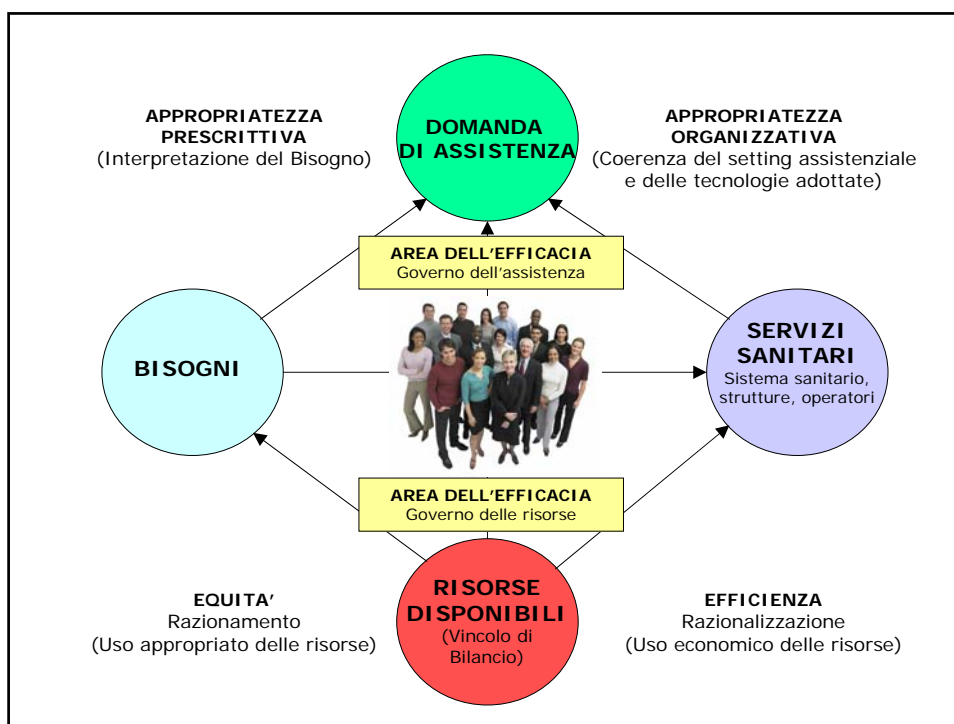 APPROPRIATEZZA
PRESCRITTIVA
(Interpretazione del Bisogno)
DOMANDA
DI ASSISTENZA
APPROPRIATEZZA
ORGANIZZATIVA
(Coerenza del setting assistenziale
e delle tecnologie adottate)
AREA DELL'EFFICACIA
Governo dell'assistenza
BISOGNI
SERVIZI
SANITARI
Sistema sanitario,
strutture, operatori
AREA DELL'EFFICACIA
Governo delle risorse
EQUITA'
Razionamento
(Uso appropriato delle risorse)
RISORSE
DISPONIBILI
(Vincolo di
Bilancio)
EFFICIENZA
Razionalizzazione
(Uso economico delle risorse)